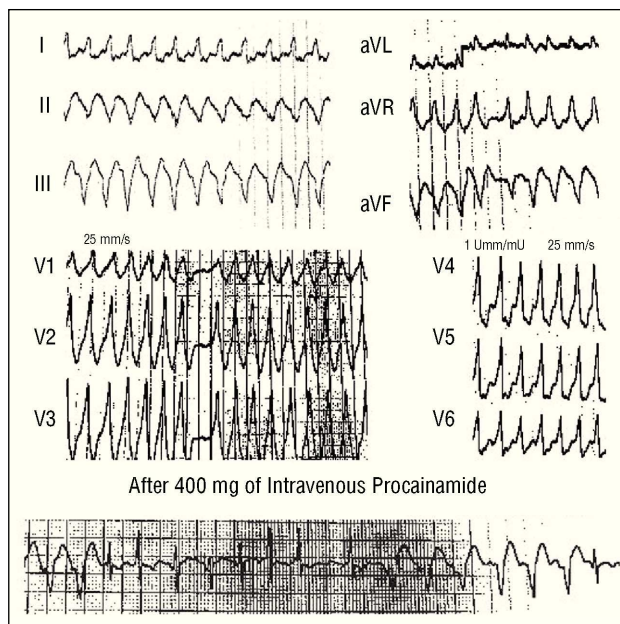 I
aVL
II
aVR
III
aVF
25 mm/s
V1
V2
V3
1 Umm/mU 25 mm/s
V4
V5
V6
After 400 mg of Intravenous Procainamide